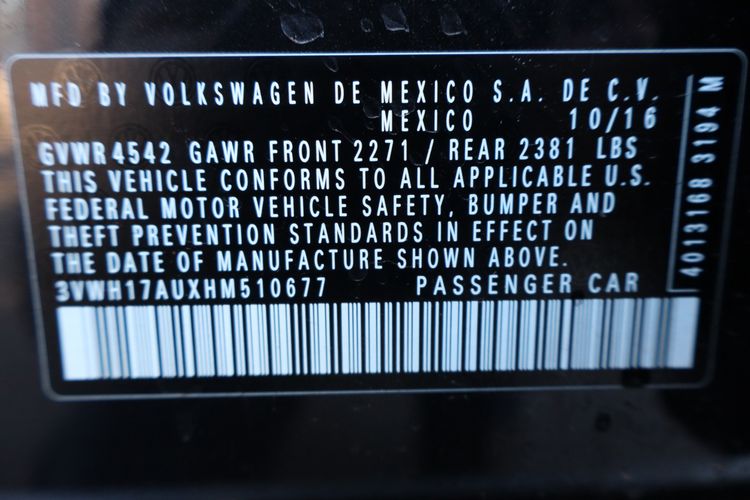 MFD BY VOLKSWAGEN DE MEXICO S.A. DE C.V.
MEXICO 10/16
GVWR 4542 GAWR FRONT 2271 / REAR 2381 LBS
THIS VEHICLE CONFORMS TO ALL APPLICABLE U.S.
FEDERAL MOTOR VEHICLE SAFETY, BUMPER AND
THEFT PREVENTION STANDARDS IN EFFECT ON
THE DATE OF MANUFACTURE SHOWN ABOVE.
3VWH17AUXHM510677 PASSENGER CAR
4013168 3194 M